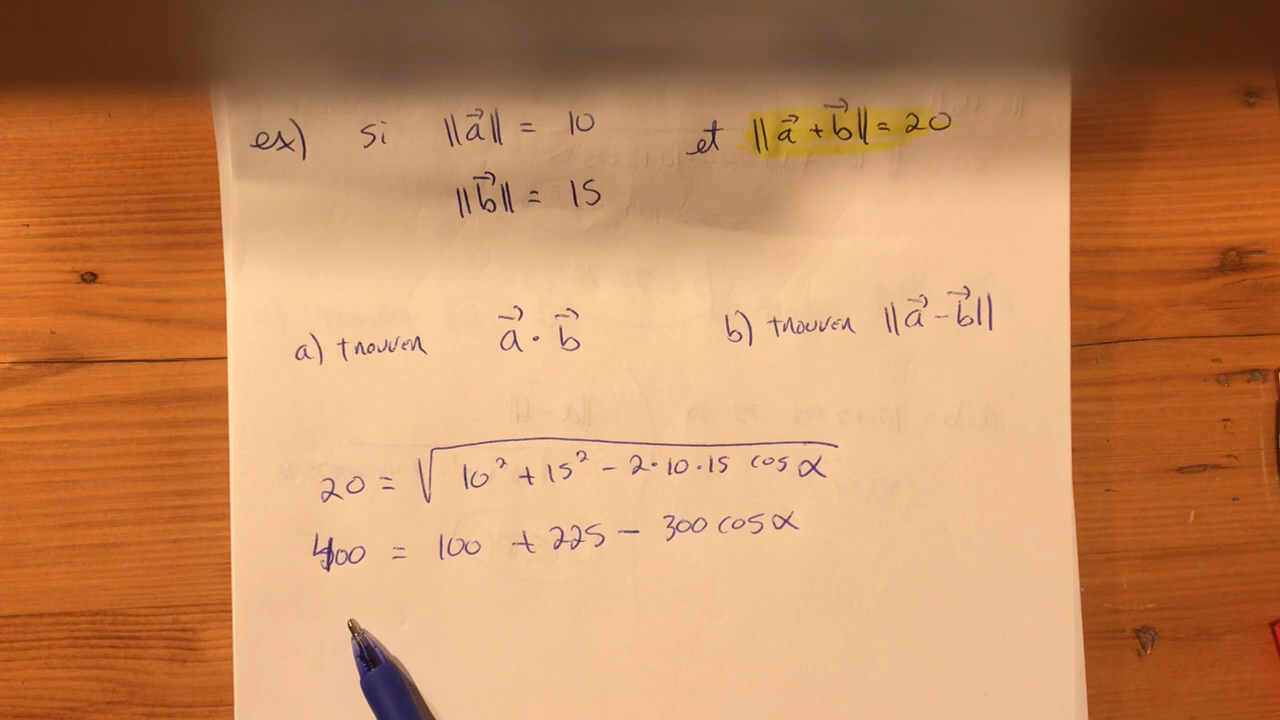 ex) si ||a⃗|| = 10 et ||a⃗ + b⃗|| = 20
||b⃗|| = 15
a) trouver a⃗ · b⃗ b) trouver ||a⃗ - b⃗||
20 = √(10² + 15² - 2·10·15 cos α)
400 = 100 + 225 - 300 cos α